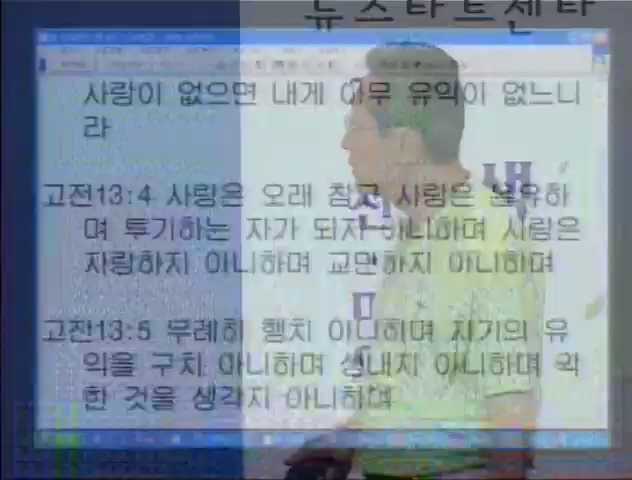 뉴스타트센타
사랑이 없으면 내게 아무 유익이 없느니
라
고전13:4 사랑은 오래 참고 사랑은 온유하
며 투기하는 자가 되지 아니하며 사랑은
자랑하지 아니하며 교만하지 아니하며
고전13:5 무례히 행치 아니하며 자기의 유
익을 구치 아니하며 성내지 아니하며 악
한 것을 생각지 아니하며